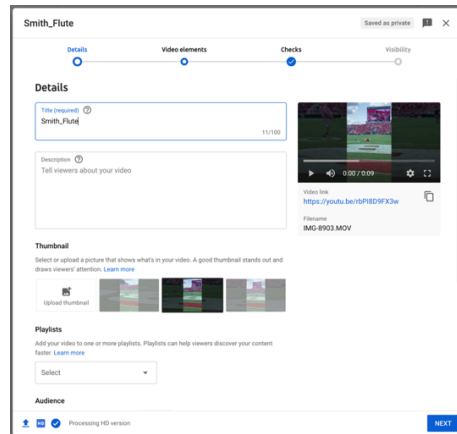 Smith_Flute
Saved as private
Details
Video elements
Checks
Visibility
Details
Title (required)
Smith_Flute
11/100
Description
Tell viewers about your video
0:00 / 0:09
Video link
https://youtu.be/rbPI8D9FX3w
Filename
IMG-8903.MOV
Thumbnail
Select or upload a picture that shows what's in your video. A good thumbnail stands out and
draws viewers' attention. Learn more
Upload thumbnail
Playlists
Add your video to one or more playlists. Playlists can help viewers discover your content
faster. Learn more
Select
Audience
HD
Processing HD version
NEXT